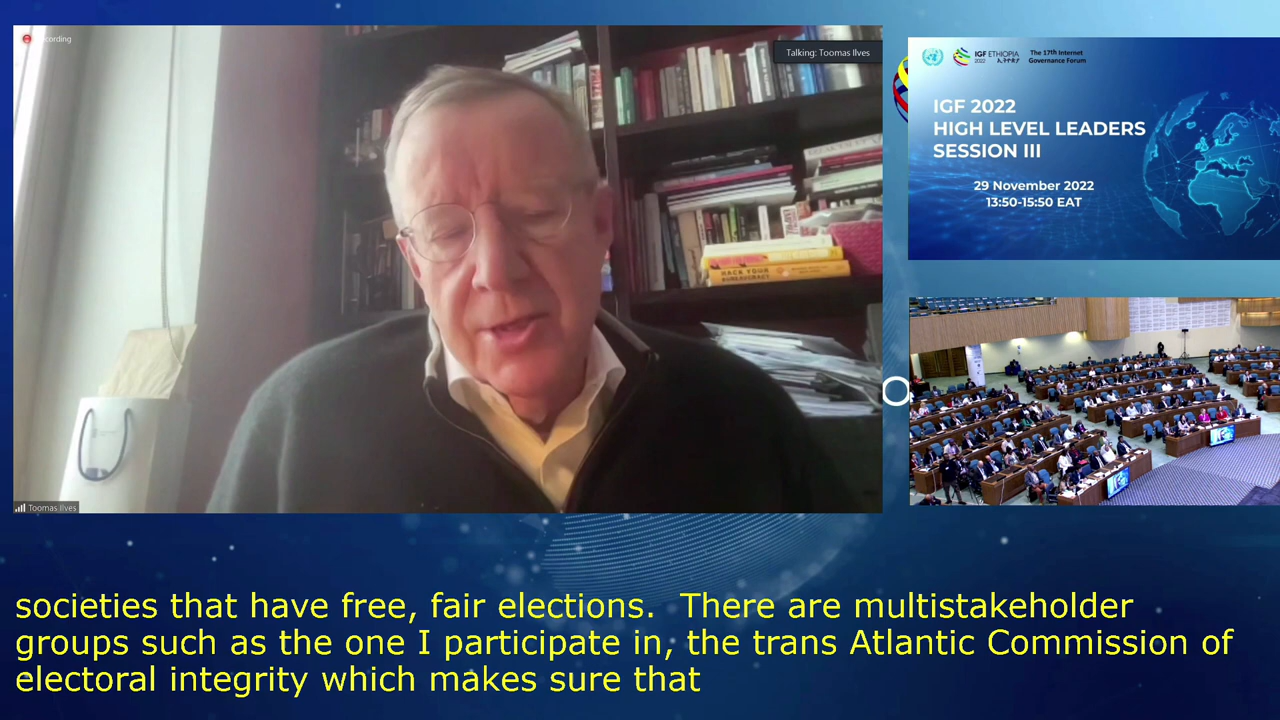 Talking: Toomas Ilves
HACK YOUR
BUREAUCRACY
Toomas Ilves
IGF ETHIOPIA
2022 ኢትዮጵያ
The 17th Internet
Governance Forum
IGF 2022
HIGH LEVEL LEADERS
SESSION III
29 November 2022
13:50-15:50 EAT
societies that have free, fair elections. There are multistakeholder
groups such as the one I participate in, the trans Atlantic Commission of
electoral integrity which makes sure that